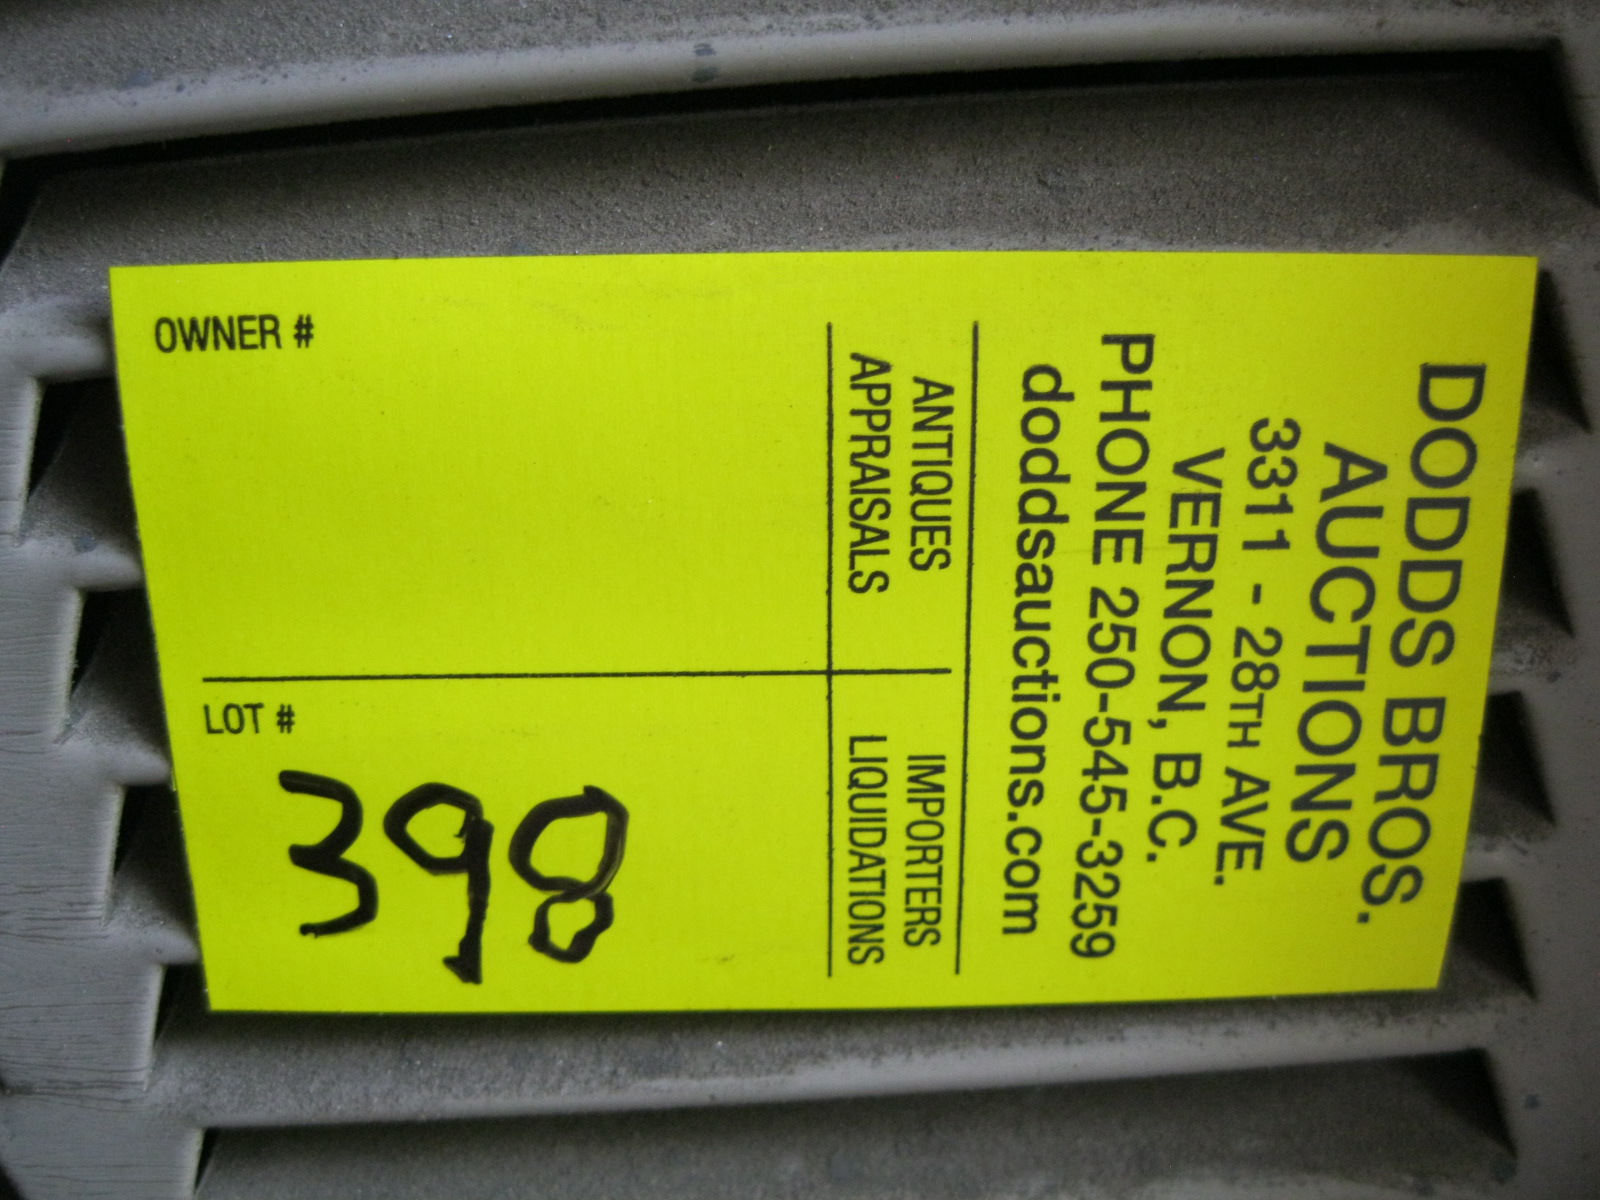 DODDS BROS.
AUCTIONS
3311 - 28TH AVE.
VERNON, B.C.
PHONE 250-545-3259
doddsauctions.com
ANTIQUES
APPRAISALS
IMPORTERS
LIQUIDATIONS
OWNER #
LOT #
398